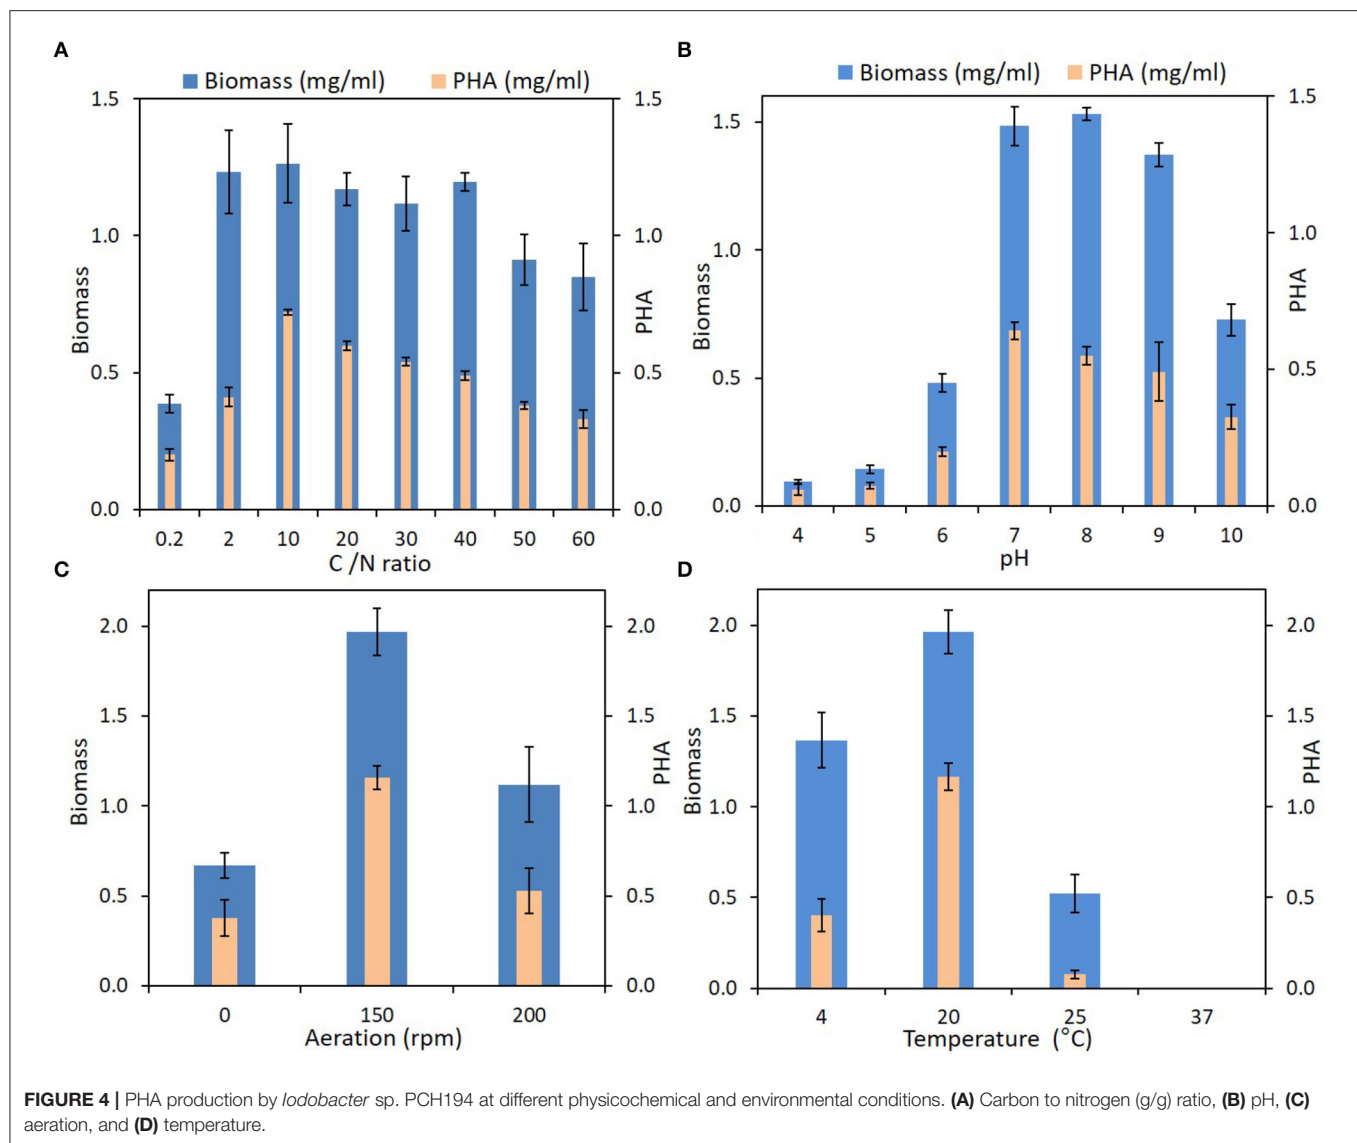 A
Biomass (mg/ml) PHA (mg/ml)
1.5 1.5
1.0 1.0
0.5 0.5
0.0 0.0
Biomass
PHA
0.2 2 10 20 30 40 50 60
C /N ratio
B
Biomass (mg/ml) PHA (mg/ml)
1.5 1.5
1.0 1.0
0.5 0.5
0.0 0.0
Biomass
PHA
4 5 6 7 8 9 10
pH
C
2.0 2.0
1.5 1.5
1.0 1.0
0.5 0.5
0.0 0.0
Biomass
PHA
0 150 200
Aeration (rpm)
D
2.0 2.0
1.5 1.5
1.0 1.0
0.5 0.5
0.0 0.0
Biomass
PHA
4 20 25 37
Temperature (°C)
FIGURE 4 | PHA production by Iodobacter sp. PCH194 at different physicochemical and environmental conditions. (A) Carbon to nitrogen (g/g) ratio, (B) pH, (C)
aeration, and (D) temperature.